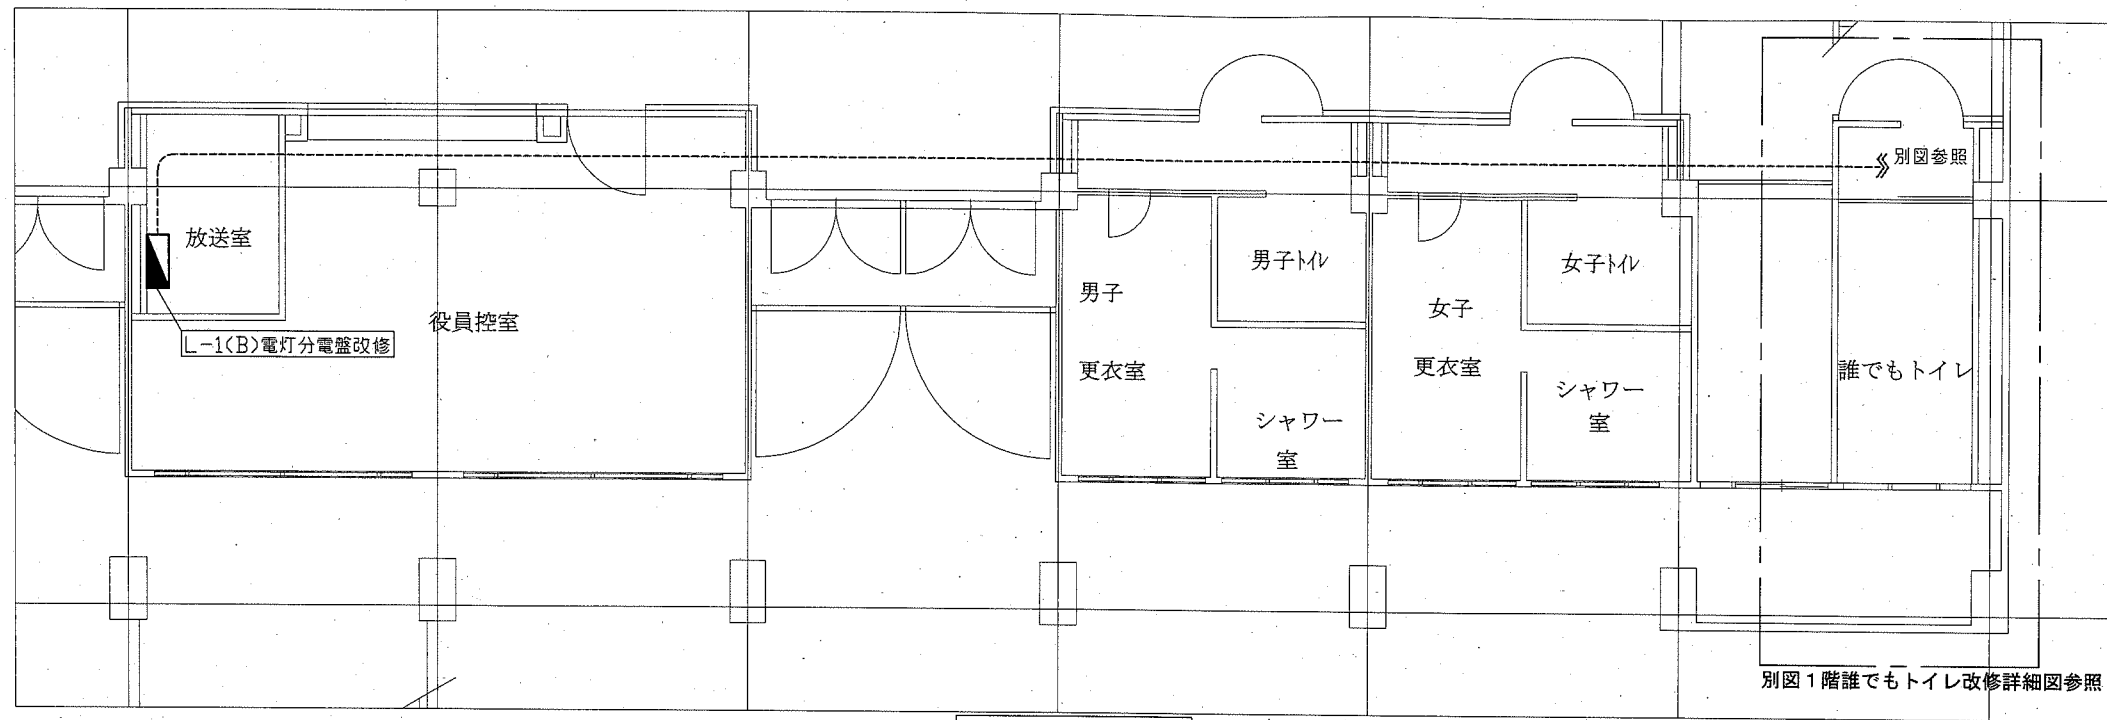 別図参照
放送室
L-1(B)電灯分電盤改修
役員控室
男子
更衣室
男子トイレ
シャワー
室
女子
更衣室
女子トイレ
シャワー
室
誰でもトイレ
別図1階誰でもトイレ改修詳細図参照